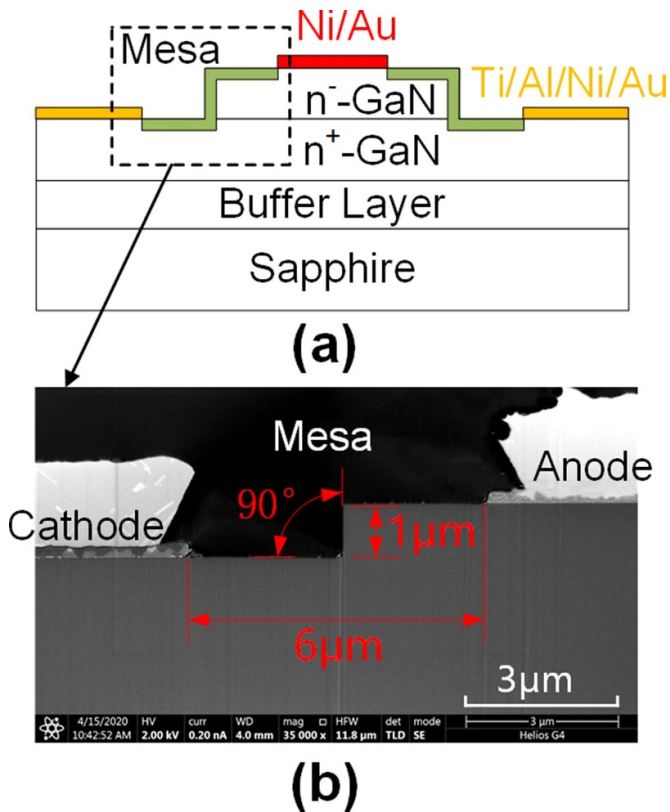 Ni/Au
Mesa
Ti/Al/Ni/Au
n⁻-GaN
n⁺-GaN
Buffer Layer
Sapphire
(a)
Mesa
Anode
90°
Cathode
1μm
6μm
3μm
4/15/2020 HV curr WD mag □ HFW det mode 3 μm
10:42:52 AM 2.00 kV 0.20 nA 4.0 mm 35 000 x 11.8 μm TLD SE Helios G4
(b)